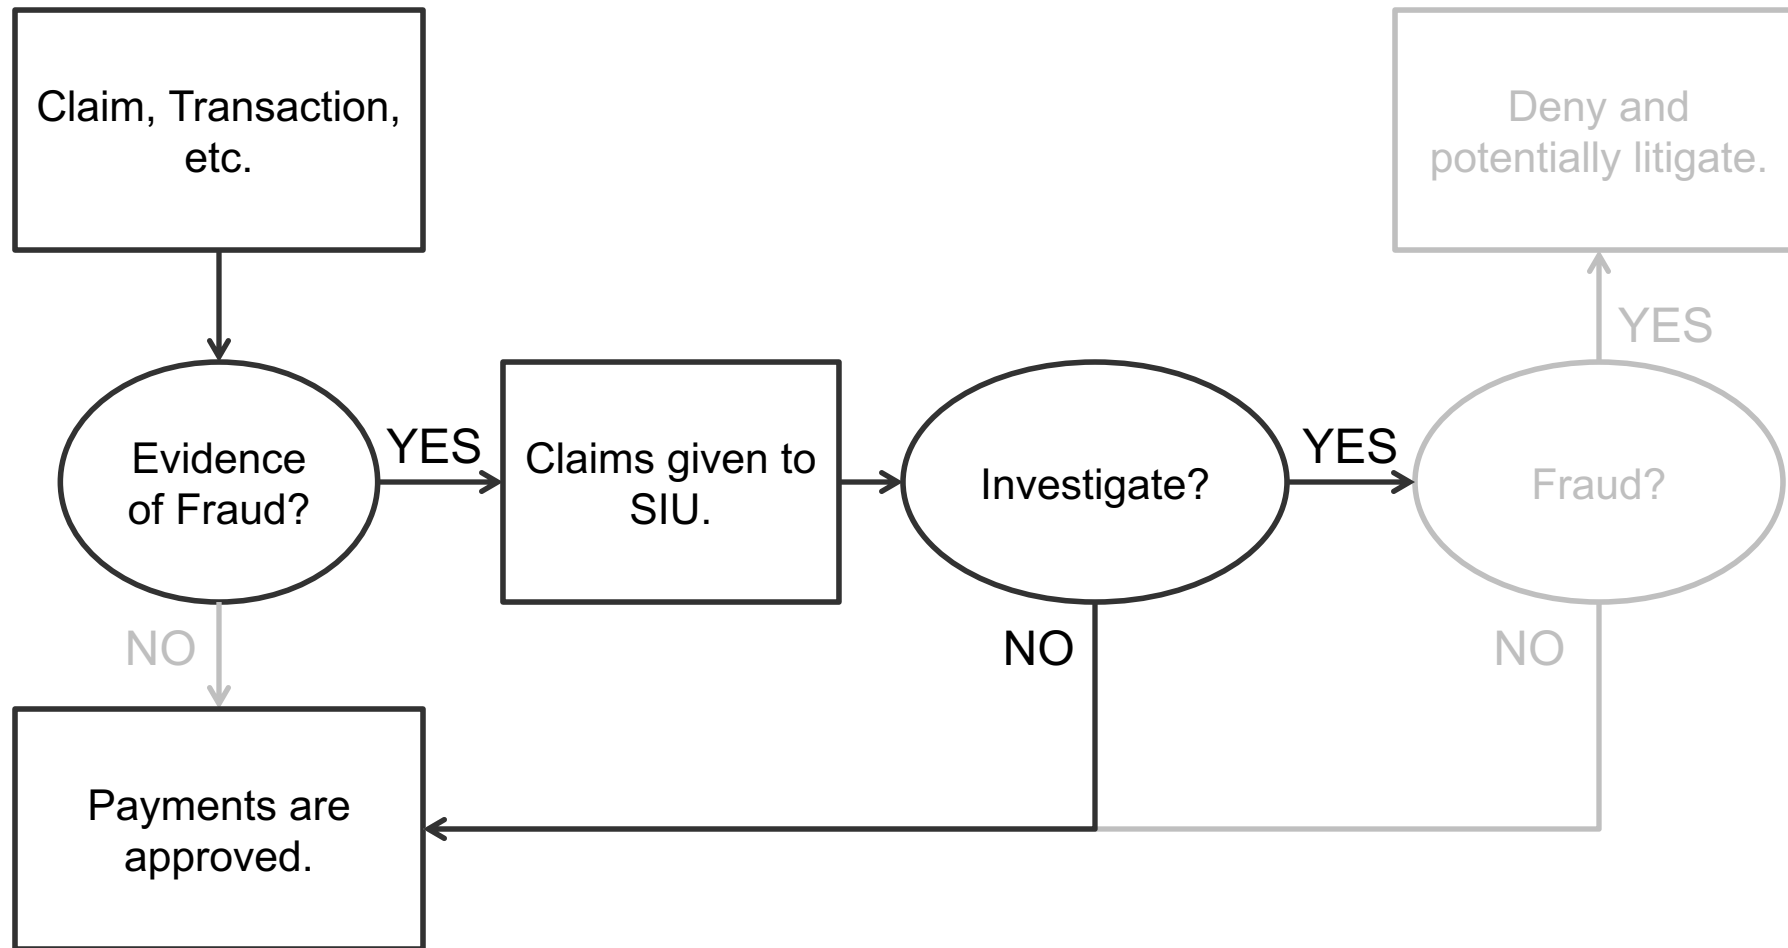 Claim, Transaction,
etc.
Deny and
potentially litigate.
YES
Evidence
of Fraud?
YES
Claims given to
SIU.
Investigate?
YES
Fraud?
NO
NO
NO
Payments are
approved.